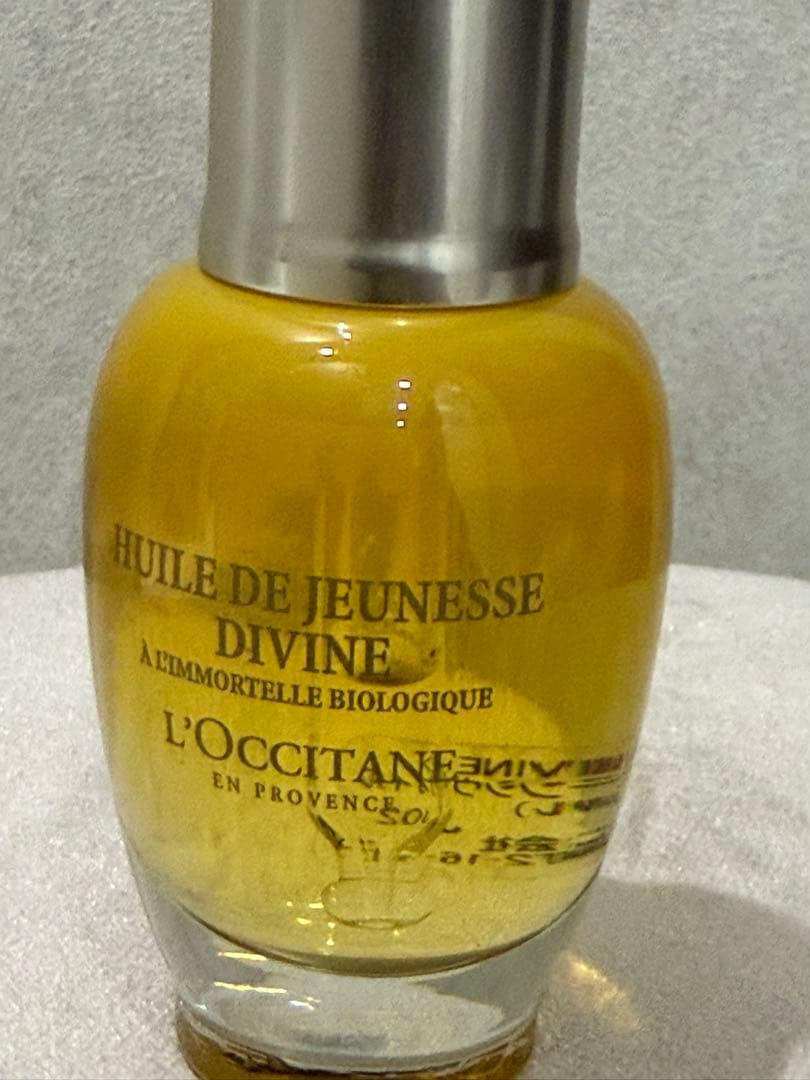 HUILE DE JEUNESSE
DIVINE
À L'IMMORTELLE BIOLOGIQUE
L'OCCITANE
EN PROVENCE